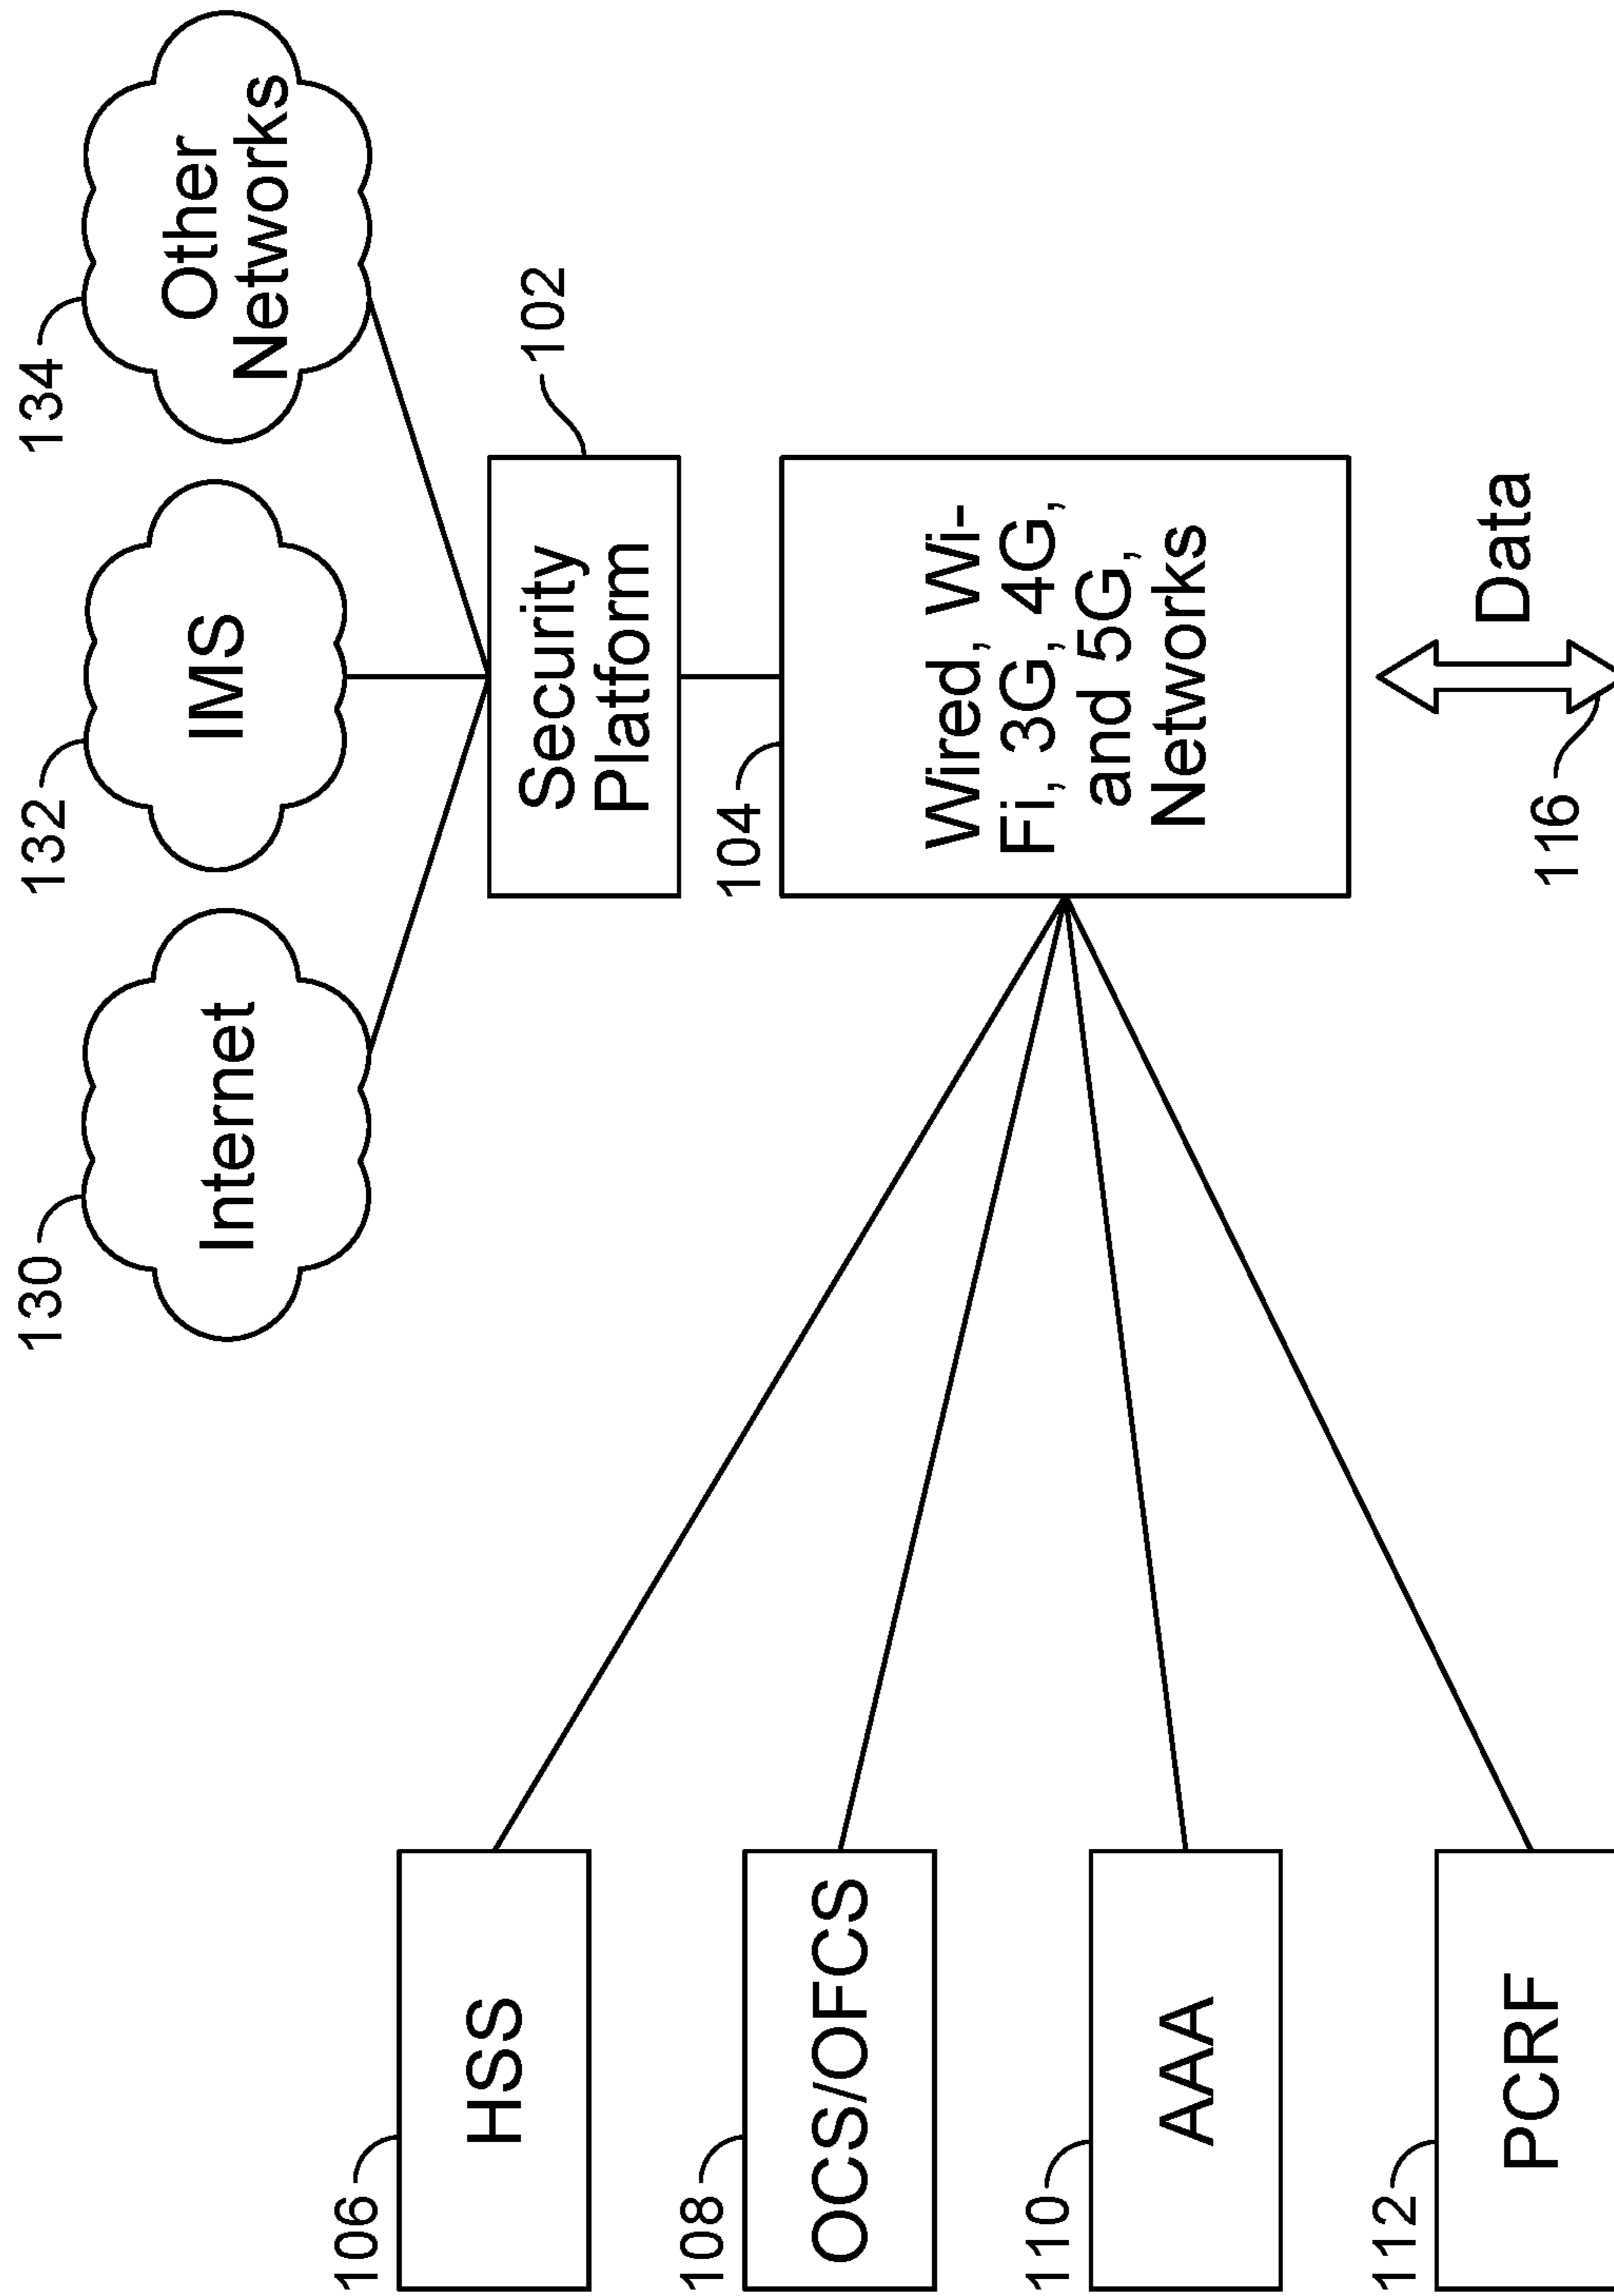 130
Internet
132
IMS
134
Other
Networks
102
Security
Platform
104
Wired, Wi-
Fi, 3G, 4G,
and 5G,
Networks
106
HSS
108
OCS/OFCS
110
AAA
112
PCRF
Data
116